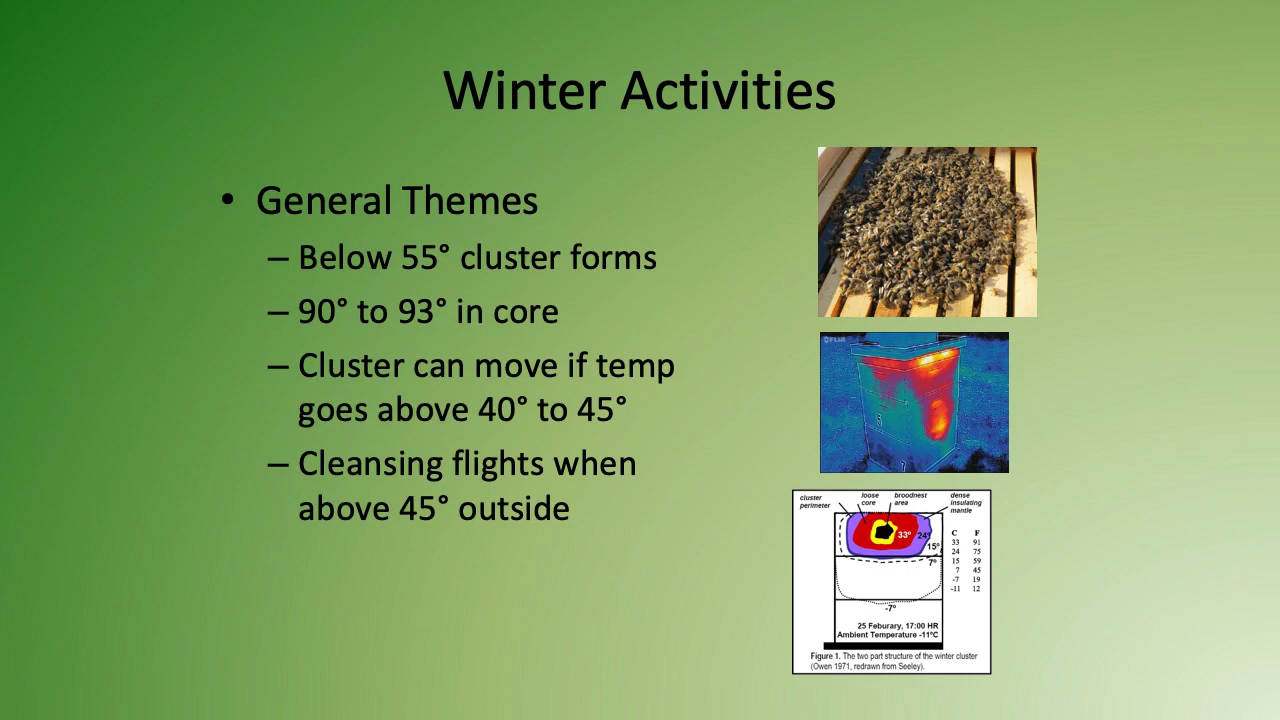 Winter Activities
• General Themes
– Below 55° cluster forms
– 90° to 93° in core
– Cluster can move if temp
goes above 40° to 45°
– Cleansing flights when
above 45° outside
FLIR
cluster
perimeter
loose
core
broodnest
area
dense
insulating
mantle
33°
24°
15°
7°
-7°
C F
33 91
24 75
15 59
7 45
-7 19
-11 12
25 Feburary, 17:00 HR
Ambient Temperature -11°C
Figure 1. The two part structure of the winter cluster
(Owen 1971, redrawn from Seeley).